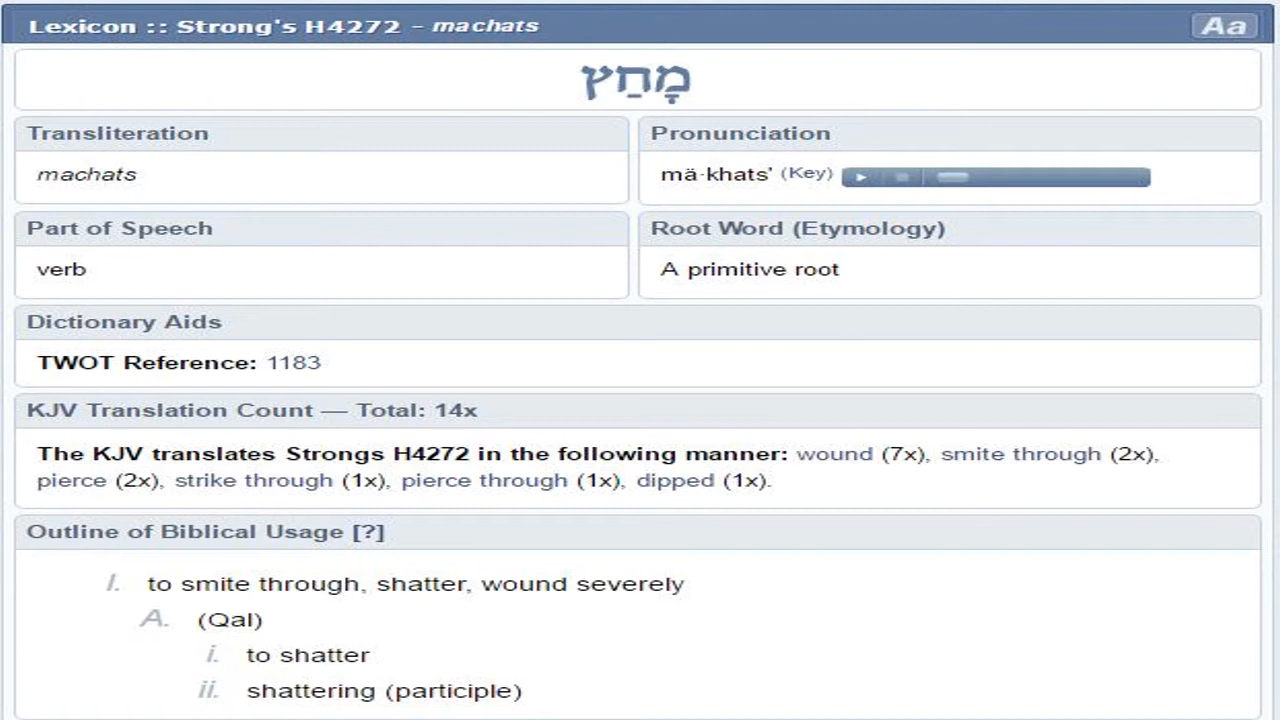 Lexicon :: Strong's H4272 - machats
Aa
מָחַץ
Transliteration
machats
Pronunciation
mä·khats' (Key)
Part of Speech
verb
Root Word (Etymology)
A primitive root
Dictionary Aids
TWOT Reference: 1183
KJV Translation Count — Total: 14x
The KJV translates Strongs H4272 in the following manner: wound (7x), smite through (2x),
pierce (2x), strike through (1x), pierce through (1x), dipped (1x).
Outline of Biblical Usage [?]
I. to smite through, shatter, wound severely
A. (Qal)
i. to shatter
ii. shattering (participle)